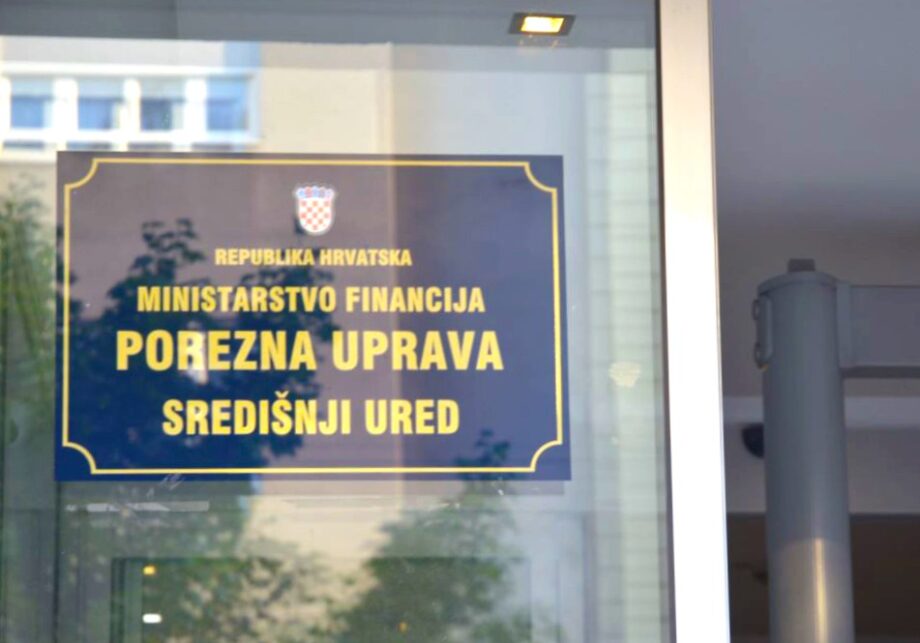 REPUBLIKA HRVATSKA
MINISTARSTVO FINANCIJA
POREZNA UPRAVA
SREDIŠNJI URED